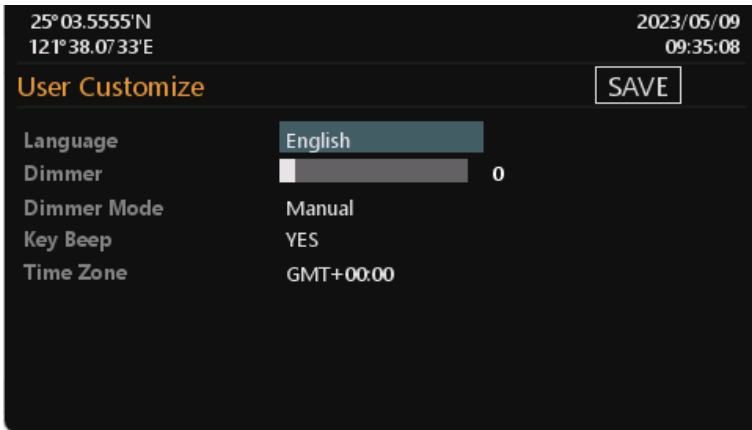 25°03.5555'N 2023/05/09
121°38.0733'E 09:35:08
User Customize SAVE
Language English
Dimmer 0
Dimmer Mode Manual
Key Beep YES
Time Zone GMT+00:00